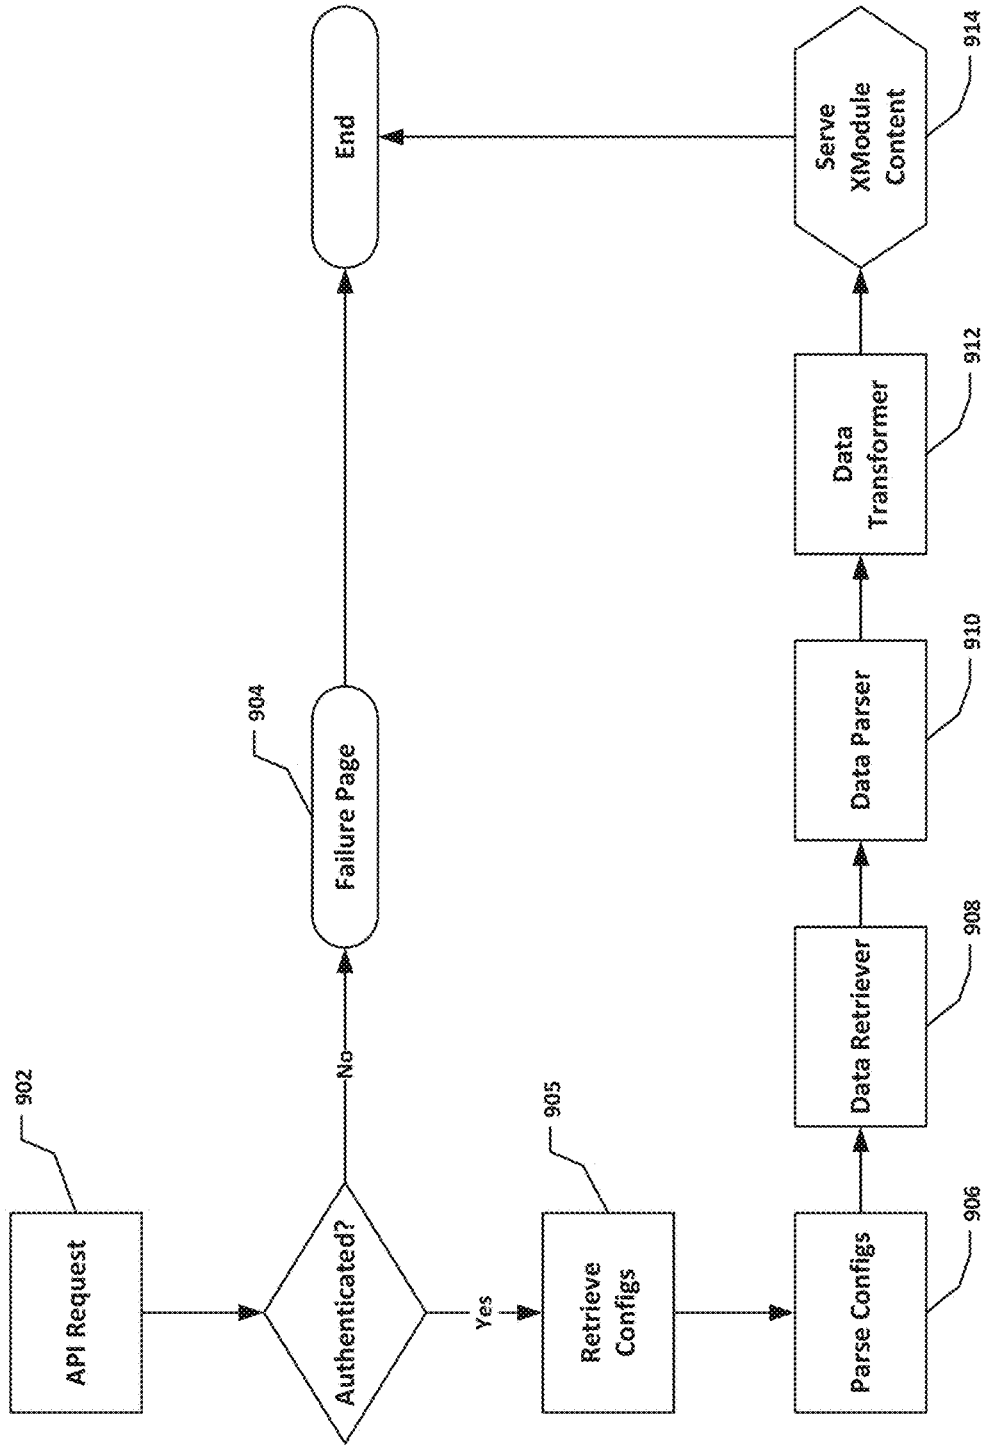 902
API Request
Authenticated?
No
904
Failure Page
End
Yes
905
Retrieve
Configs
Parse Configs
906
Data Retriever
908
Data Parser
910
Data
Transformer
912
Serve
XModule
Content
914